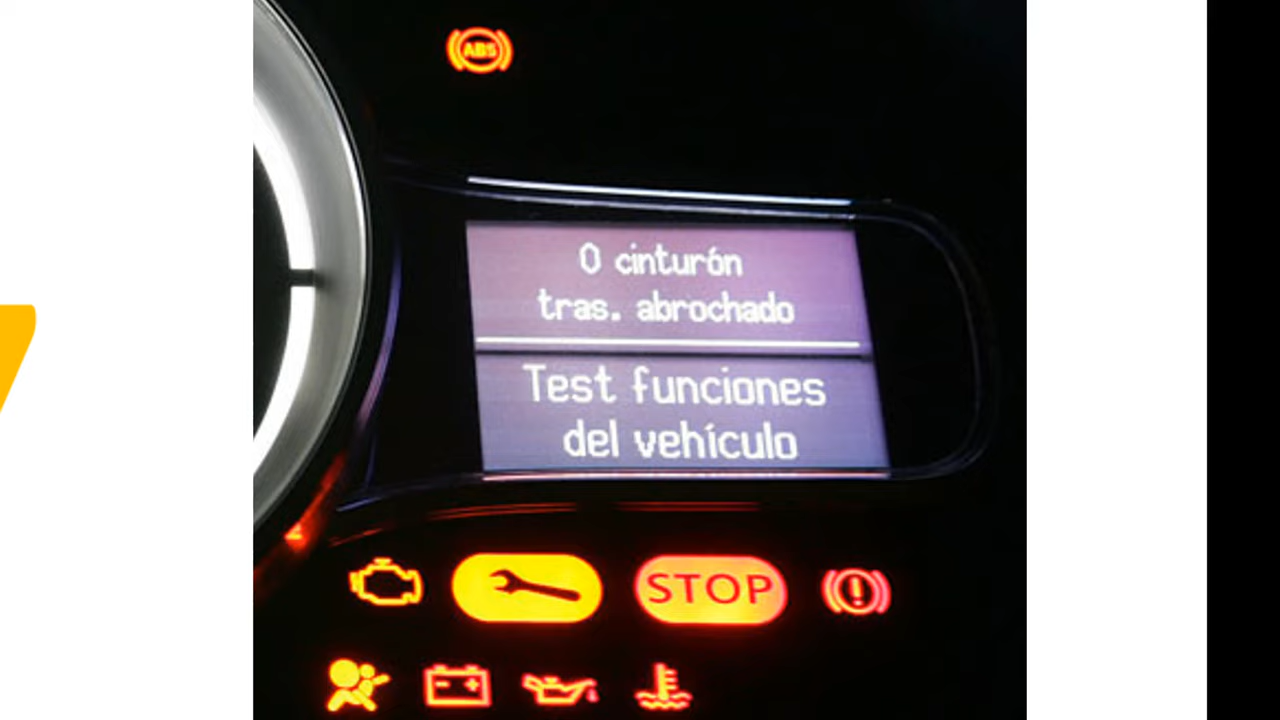 ABS
0 cinturón
tras. abrochado
Test funciones
del vehículo
STOP